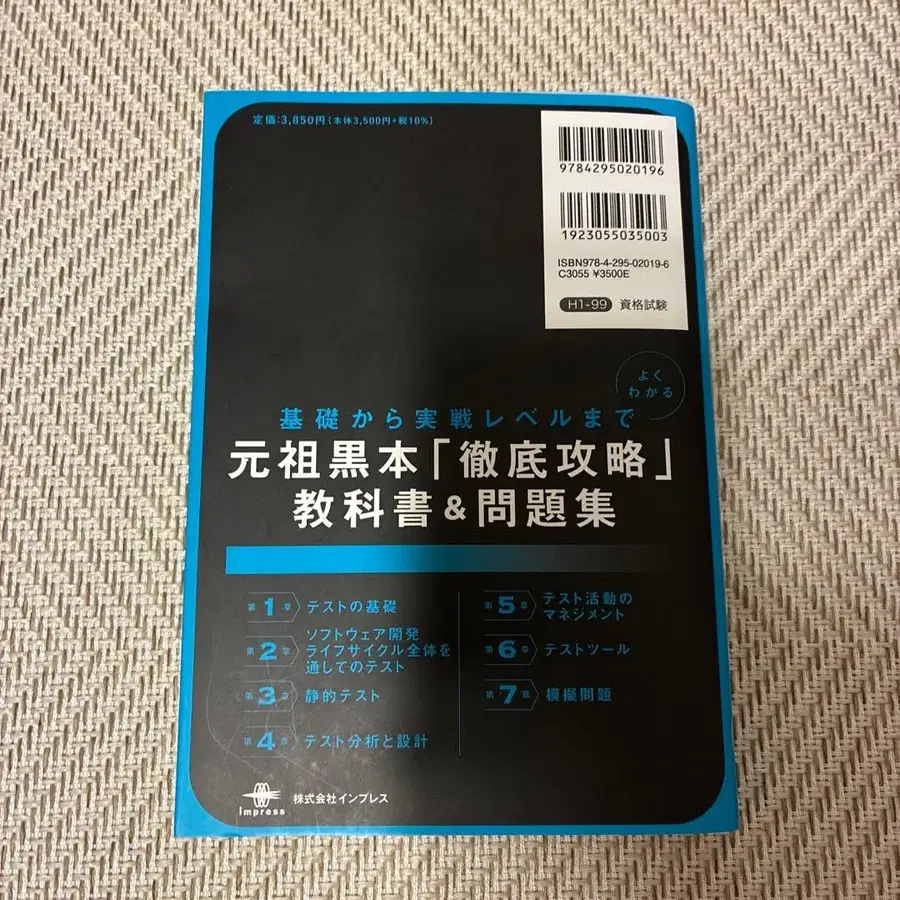 定価:3,850円(本体3,500円+税10%)
9784295020196
1923055035003
ISBN978-4-295-02019-6
C3055 ¥3500E
H1-99 資格試験
よく
わかる
基礎から実戦レベルまで
元祖黒本「徹底攻略」
教科書&問題集
第1章 テストの基礎
第2章 ソフトウェア開発
ライフサイクル全体を
通してのテスト
第3章 静的テスト
第4章 テスト分析と設計
第5章 テスト活動の
マネジメント
第6章 テストツール
第7章 模擬問題
impress 株式会社インプレス